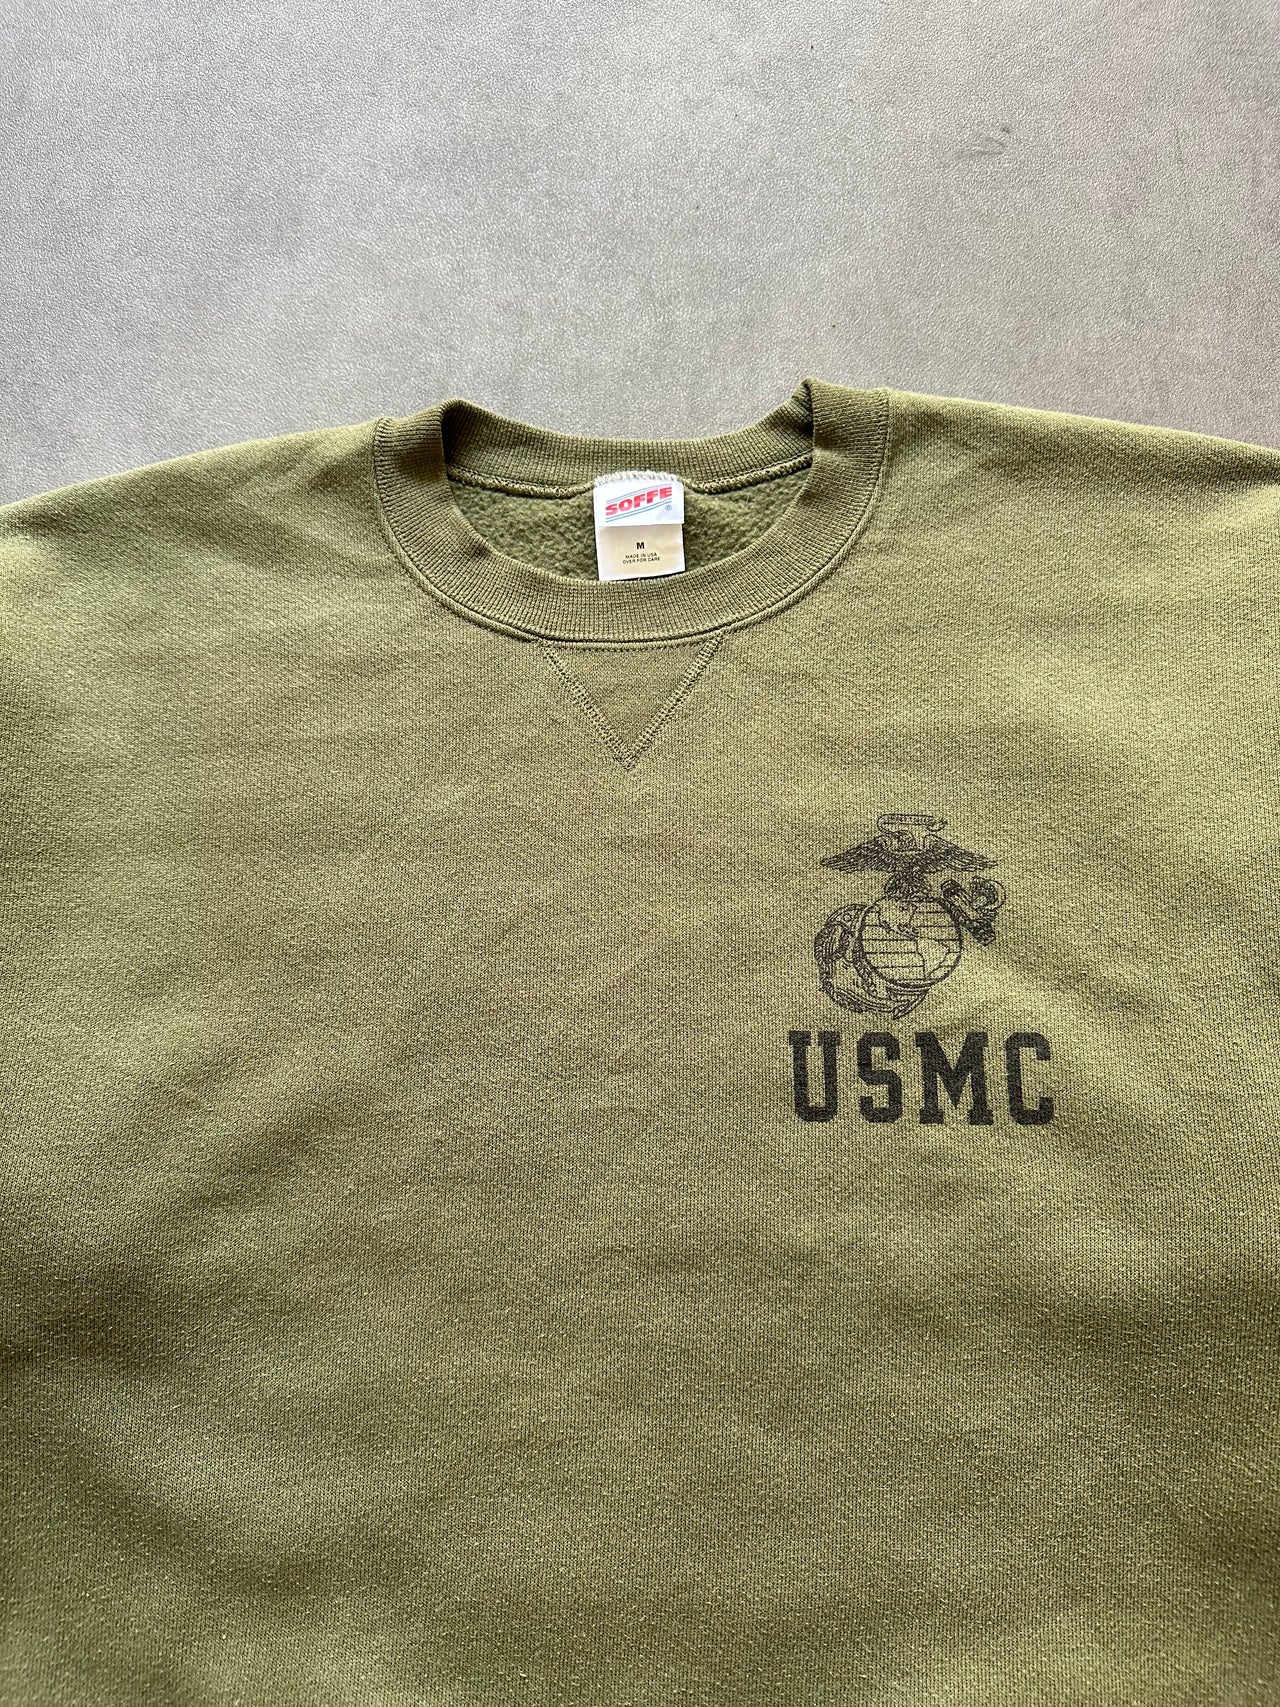 SOFFE
®
M
MADE IN USA
OVER FOR CARE
USMC